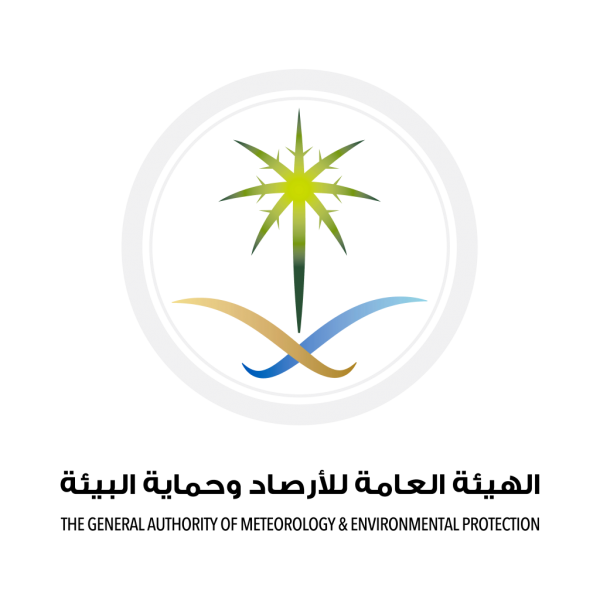 الهيئة العامة للأرصاد وحماية البيئة
THE GENERAL AUTHORITY OF METEOROLOGY & ENVIRONMENTAL PROTECTION